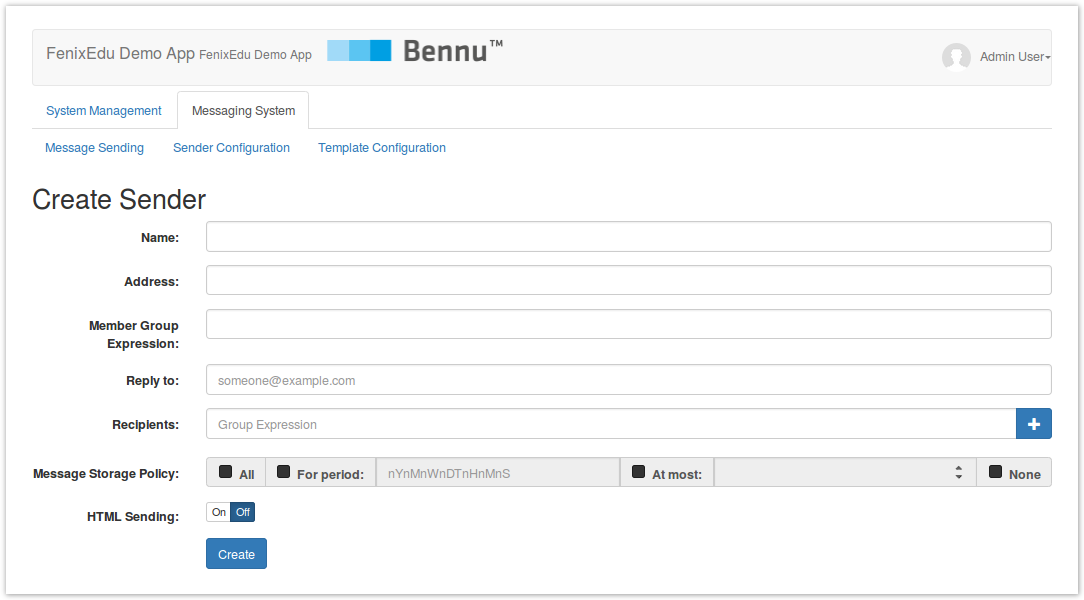 FenixEdu Demo App FenixEdu Demo App Bennu™ Admin User
System Management Messaging System
Message Sending Sender Configuration Template Configuration
Create Sender
Name:
Address:
Member Group
Expression:
Reply to: someone@example.com
Recipients: Group Expression +
Message Storage Policy: All For period: nYnMnWnDTnHnMnS At most: None
HTML Sending: On Off
Create